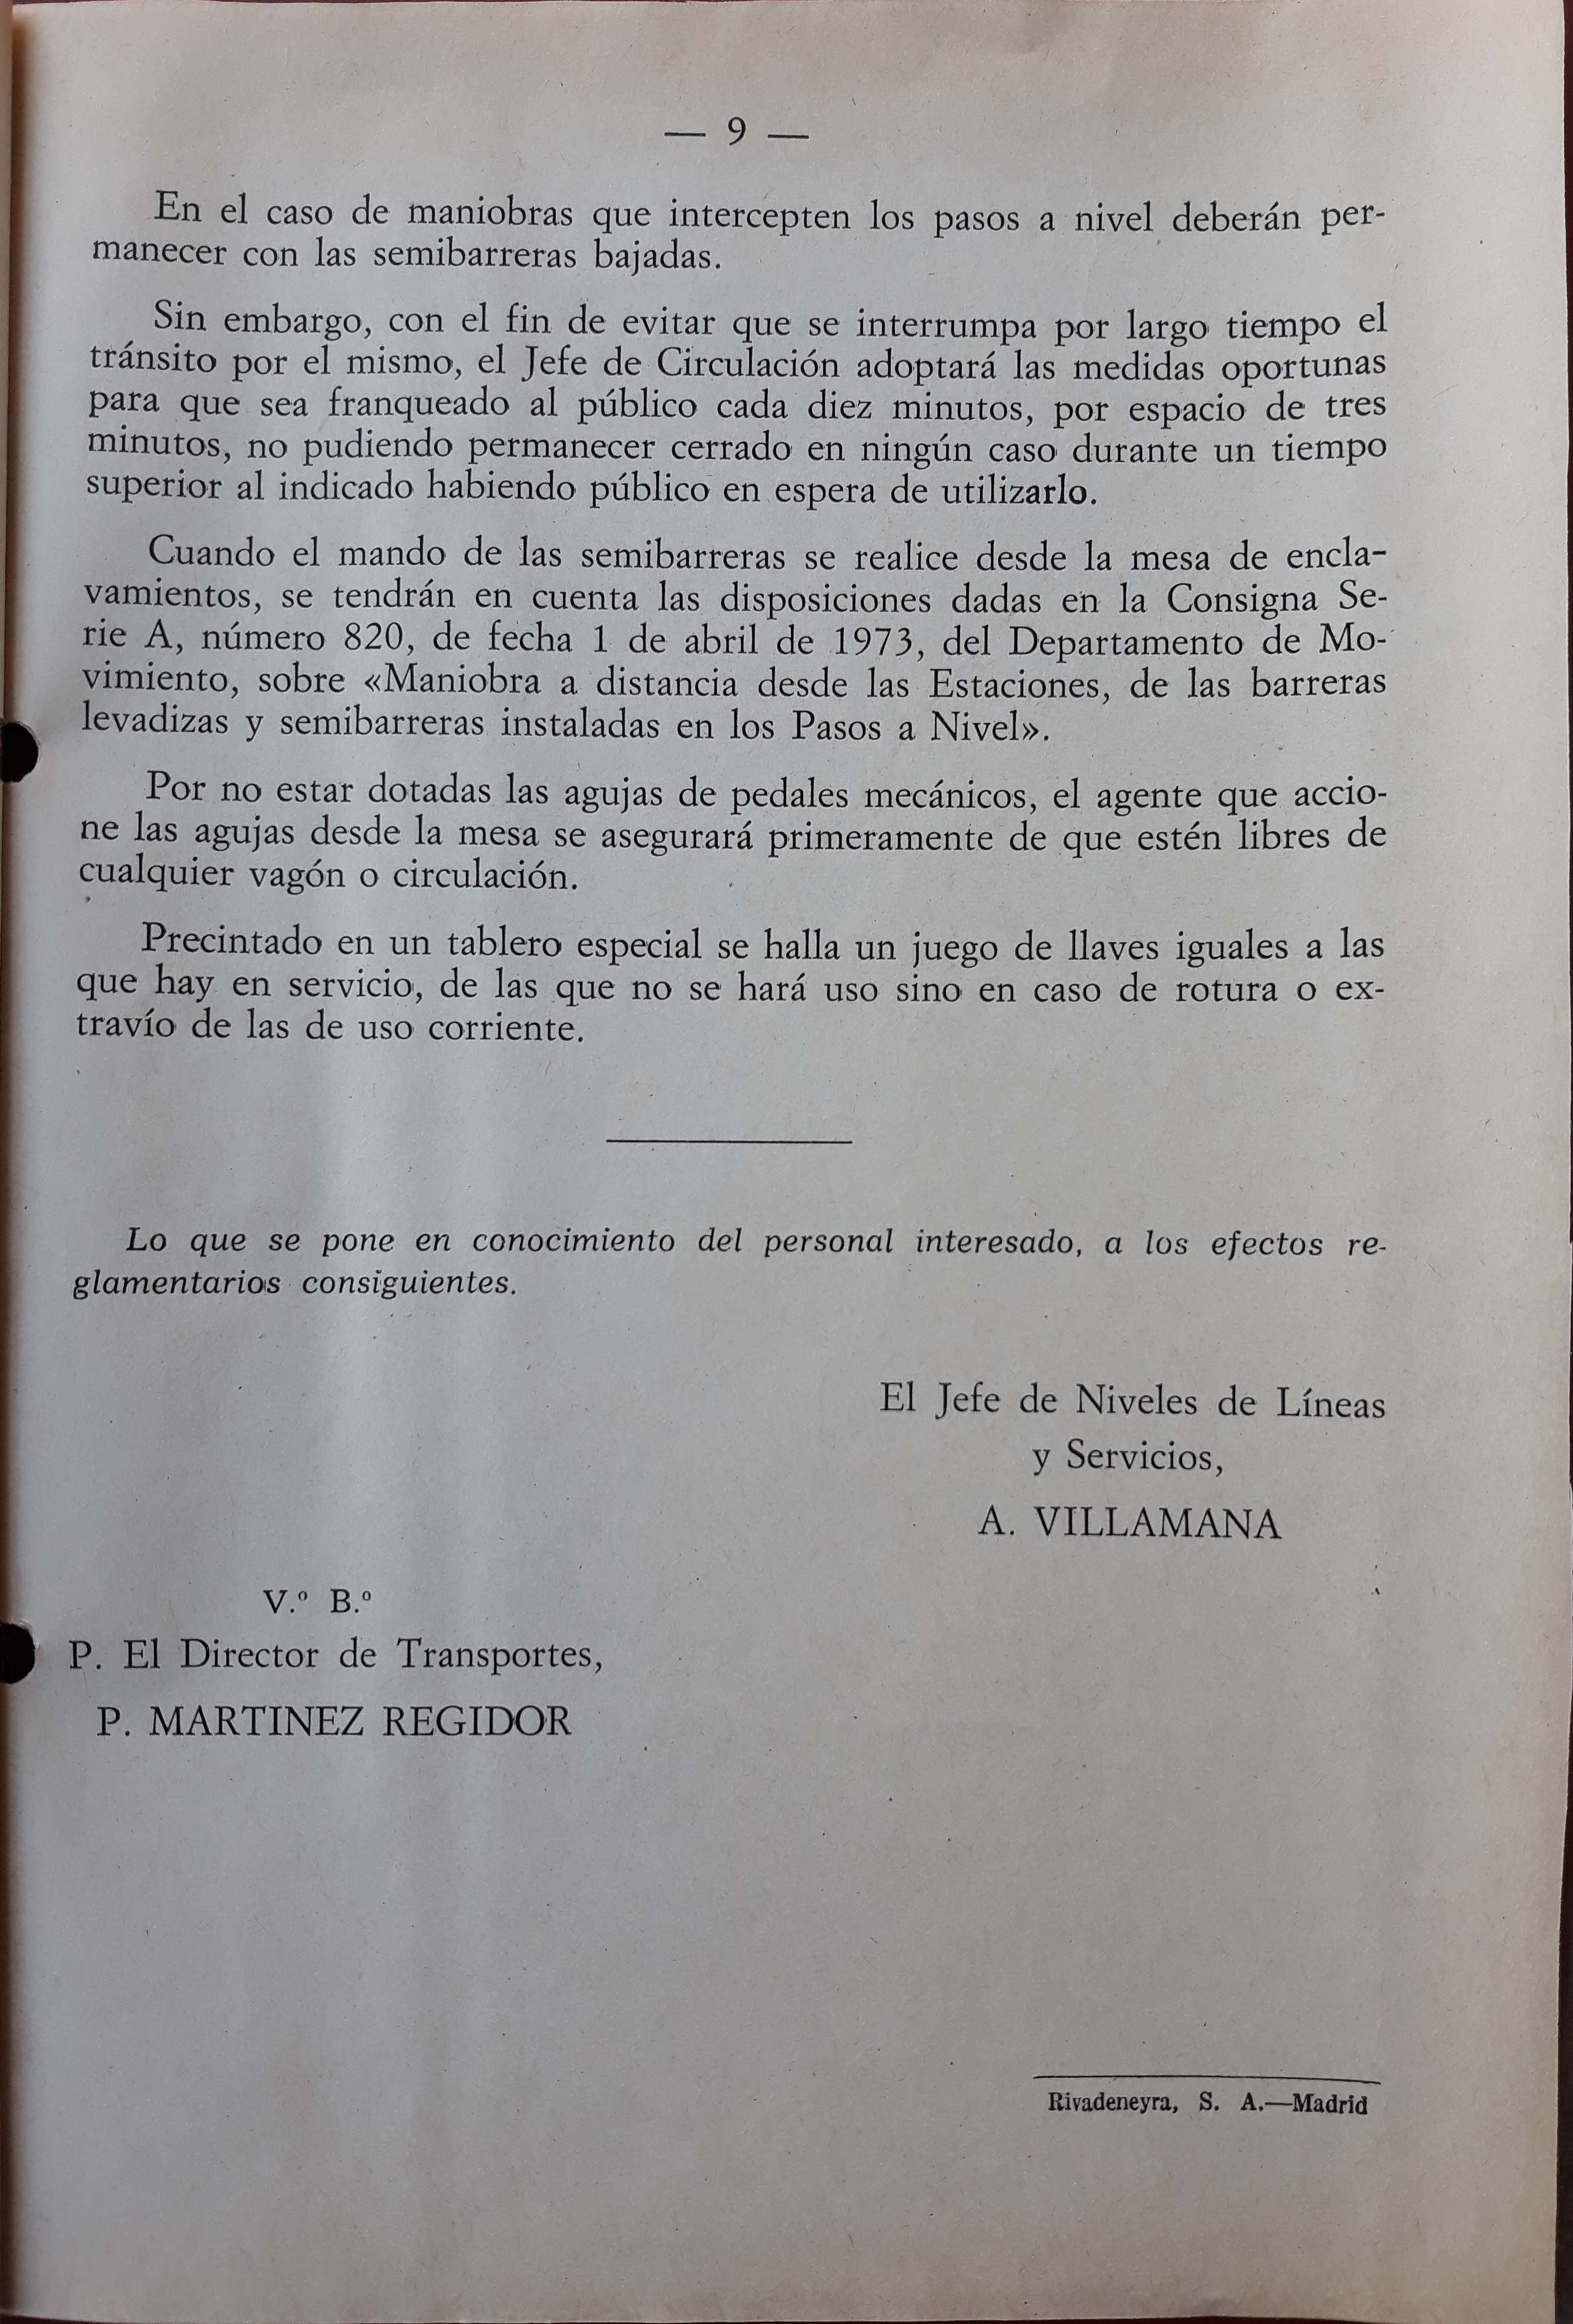 — 9 —
En el caso de maniobras que intercepten los pasos a nivel deberán per-
manecer con las semibarreras bajadas.
Sin embargo, con el fin de evitar que se interrumpa por largo tiempo el
tránsito por el mismo, el Jefe de Circulación adoptará las medidas oportunas
para que sea franqueado al público cada diez minutos, por espacio de tres
minutos, no pudiendo permanecer cerrado en ningún caso durante un tiempo
superior al indicado habiendo público en espera de utilizarlo.
Cuando el mando de las semibarreras se realice desde la mesa de encla-
vamientos, se tendrán en cuenta las disposiciones dadas en la Consigna Se-
rie A, número 820, de fecha 1 de abril de 1973, del Departamento de Mo-
vimiento, sobre «Maniobra a distancia desde las Estaciones, de las barreras
levadizas y semibarreras instaladas en los Pasos a Nivel».
Por no estar dotadas las agujas de pedales mecánicos, el agente que accio-
ne las agujas desde la mesa se asegurará primeramente de que estén libres de
cualquier vagón o circulación.
Precintado en un tablero especial se halla un juego de llaves iguales a las
que hay en servicio, de las que no se hará uso sino en caso de rotura o ex-
travío de las de uso corriente.
Lo que se pone en conocimiento del personal interesado, a los efectos re-
glamentarios consiguientes.
El Jefe de Niveles de Líneas
y Servicios,
A. VILLAMANA
V.º B.º
P. El Director de Transportes,
P. MARTINEZ REGIDOR
Rivadeneyra, S. A.—Madrid